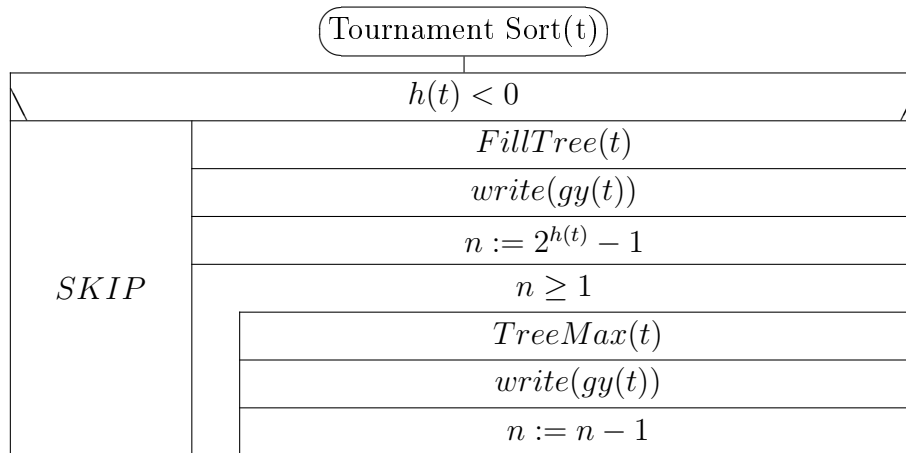 Tournament Sort(t)
h(t) < 0
FillTree(t)
write(gy(t))
n := 2^{h(t)} − 1
SKIP
n ≥ 1
TreeMax(t)
write(gy(t))
n := n − 1